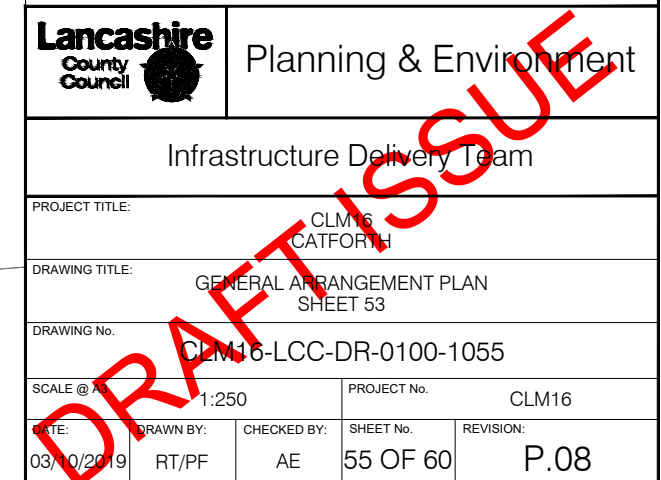 Lancashire
County
Council
Planning & Environment
Infrastructure Delivery Team
PROJECT TITLE:
CLM16
CATFORTH
DRAWING TITLE:
GENERAL ARRANGEMENT PLAN
SHEET 53
DRAWING No.
CLM16-LCC-DR-0100-1055
SCALE @ A3
1:250
PROJECT No.
CLM16
DATE:
03/10/2019
DRAWN BY:
RT/PF
CHECKED BY:
AE
SHEET No.
55 OF 60
REVISION:
P.08
DRAFT ISSUE